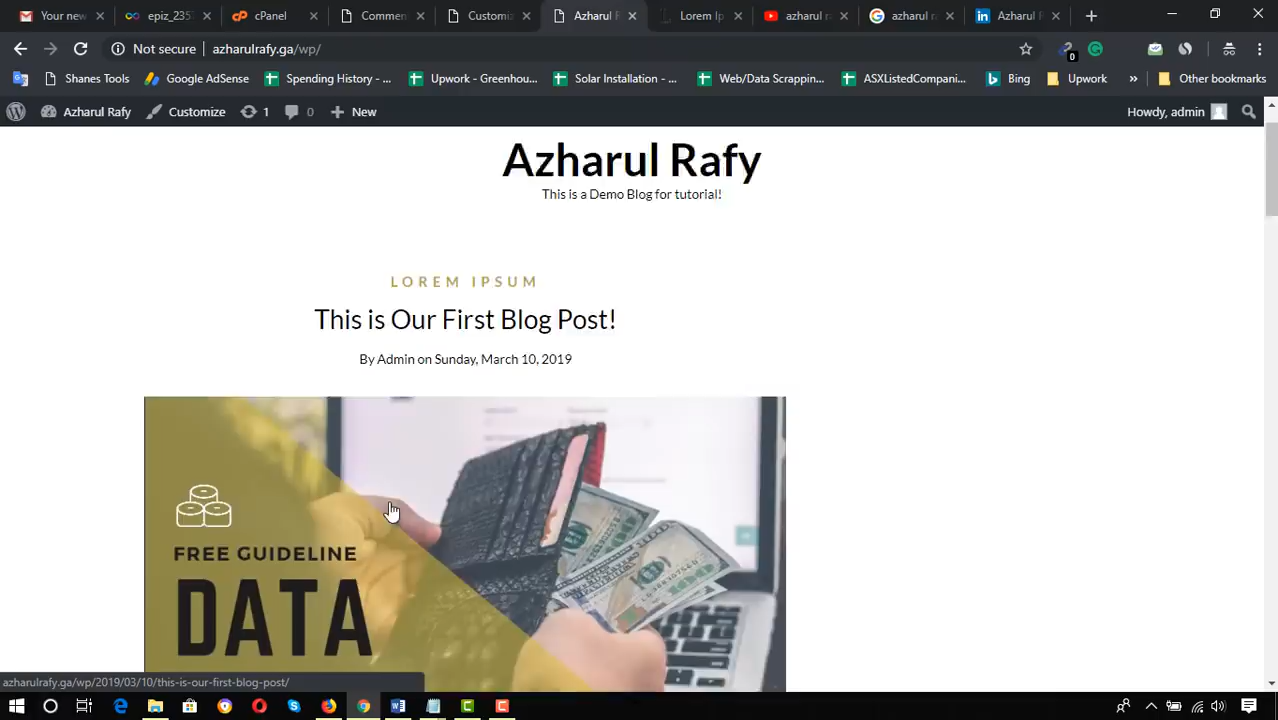 Your new
epiz_235
cPanel
Commen
Customiz
Azharul R
Lorem Ip
azharul r
azharul ra
Azharul
Not secure
azharulrafy.ga/wp/
0
Shanes Tools
Google AdSense
Spending History - ...
Upwork - Greenhou...
Solar Installation - ...
Web/Data Scrappin...
ASXListedCompani...
Bing
Upwork
»
Other bookmarks
Azharul Rafy
Customize
1
0
New
Howdy, admin
Azharul Rafy
This is a Demo Blog for tutorial!
LOREM IPSUM
This is Our First Blog Post!
By Admin on Sunday, March 10, 2019
FREE GUIDELINE
DATA
azharulrafy.ga/wp/2019/03/10/this-is-our-first-blog-post/